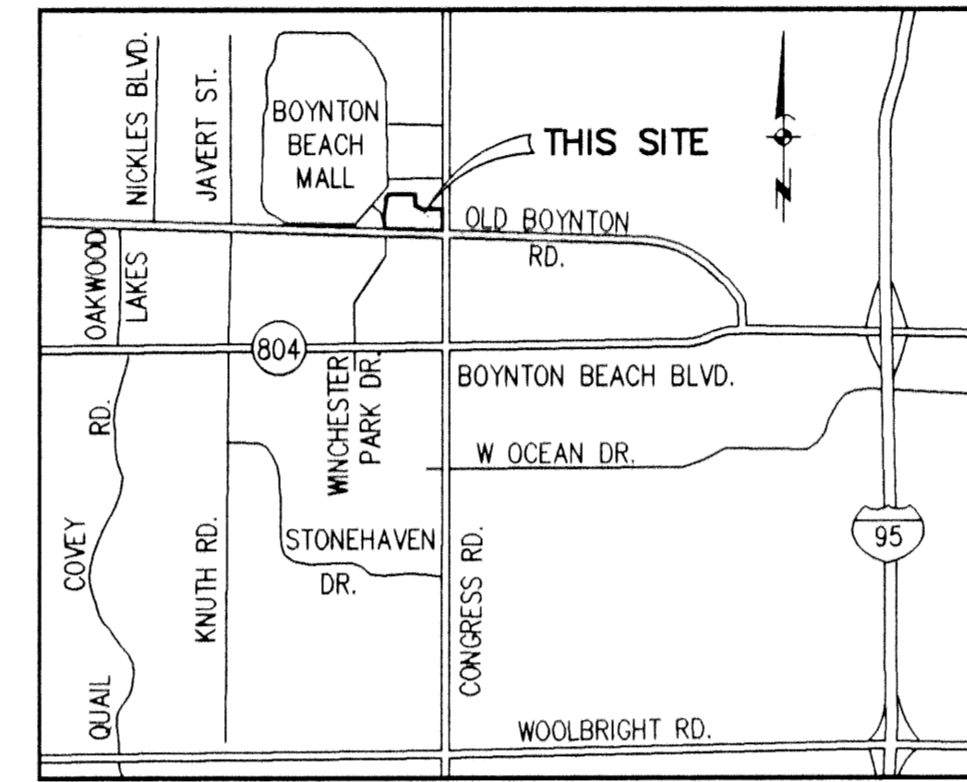 NICKLES BLVD.
JAVERT ST.
BOYNTON
BEACH
MALL
THIS SITE
N
OLD BOYNTON
RD.
OAKWOOD
LAKES
804
WINCHESTER
PARK DR.
BOYNTON BEACH BLVD.
W OCEAN DR.
QUAIL COVEY RD.
KNUTH RD.
STONEHAVEN
DR.
CONGRESS RD.
95
WOOLBRIGHT RD.